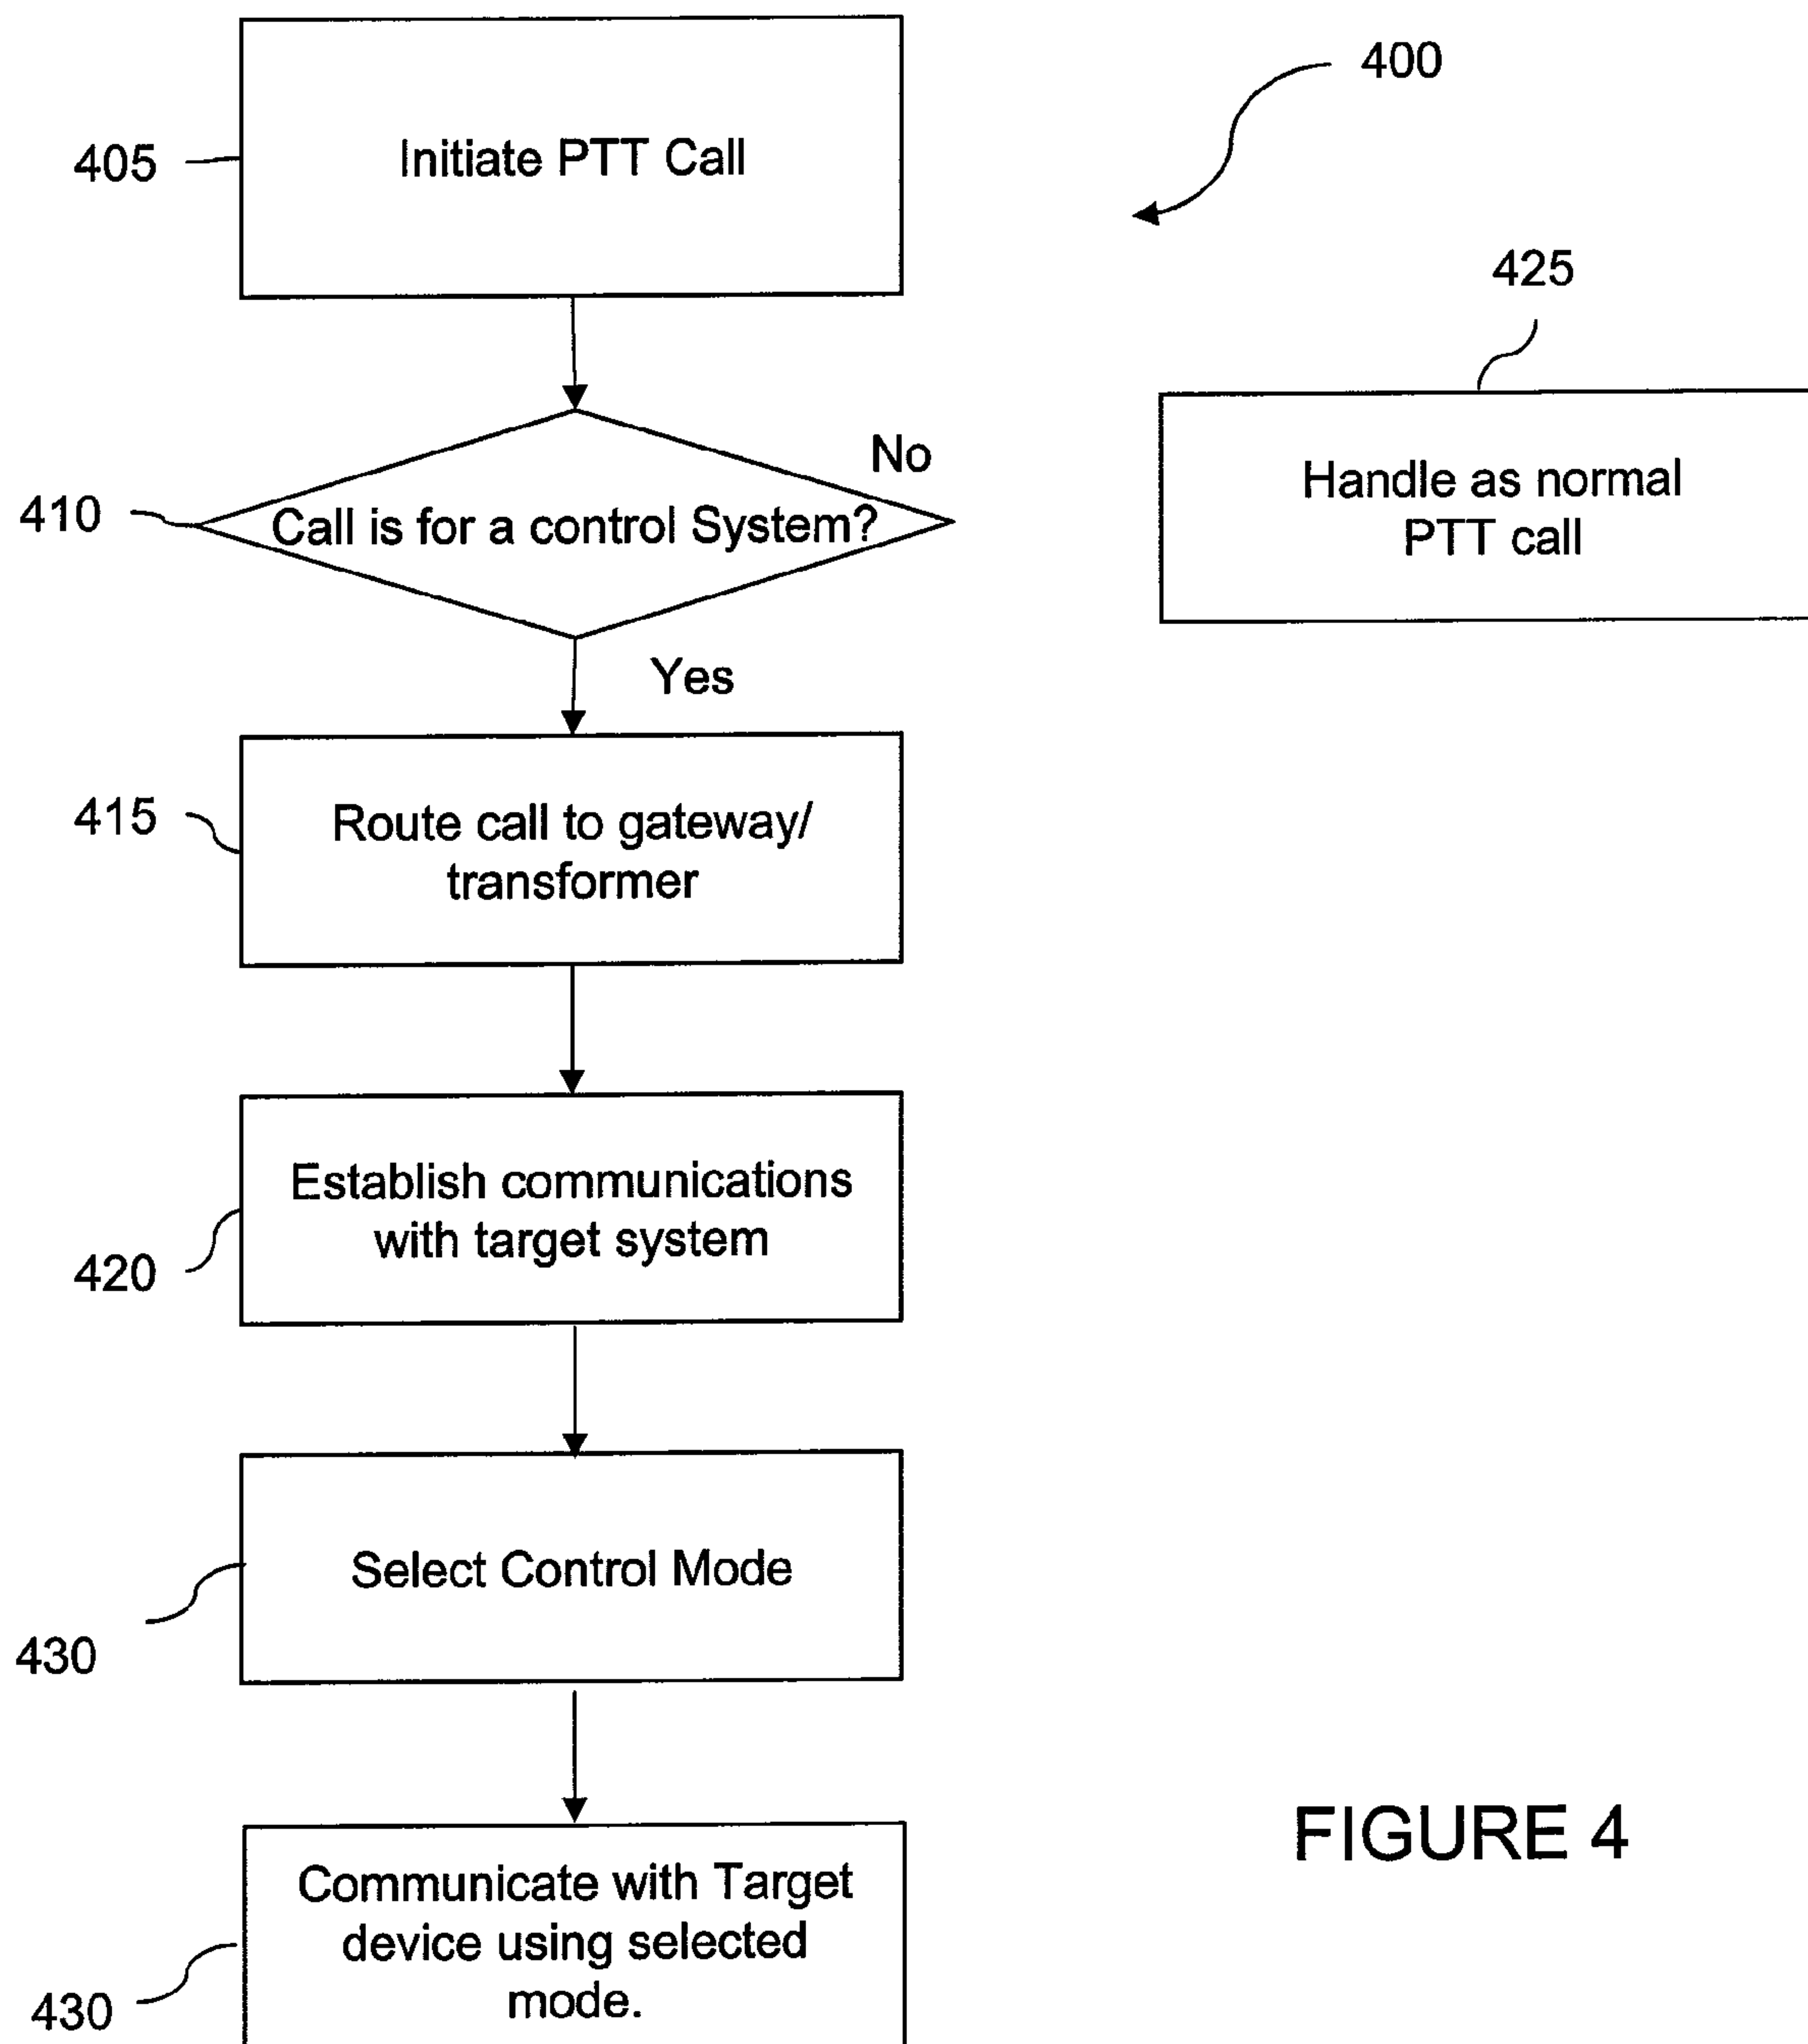 400
405
Initiate PTT Call
425
No
410
Call is for a control System?
Handle as normal
PTT call
Yes
415
Route call to gateway/
transformer
420
Establish communications
with target system
430
Select Control Mode
430
Communicate with Target
device using selected
mode.
FIGURE 4